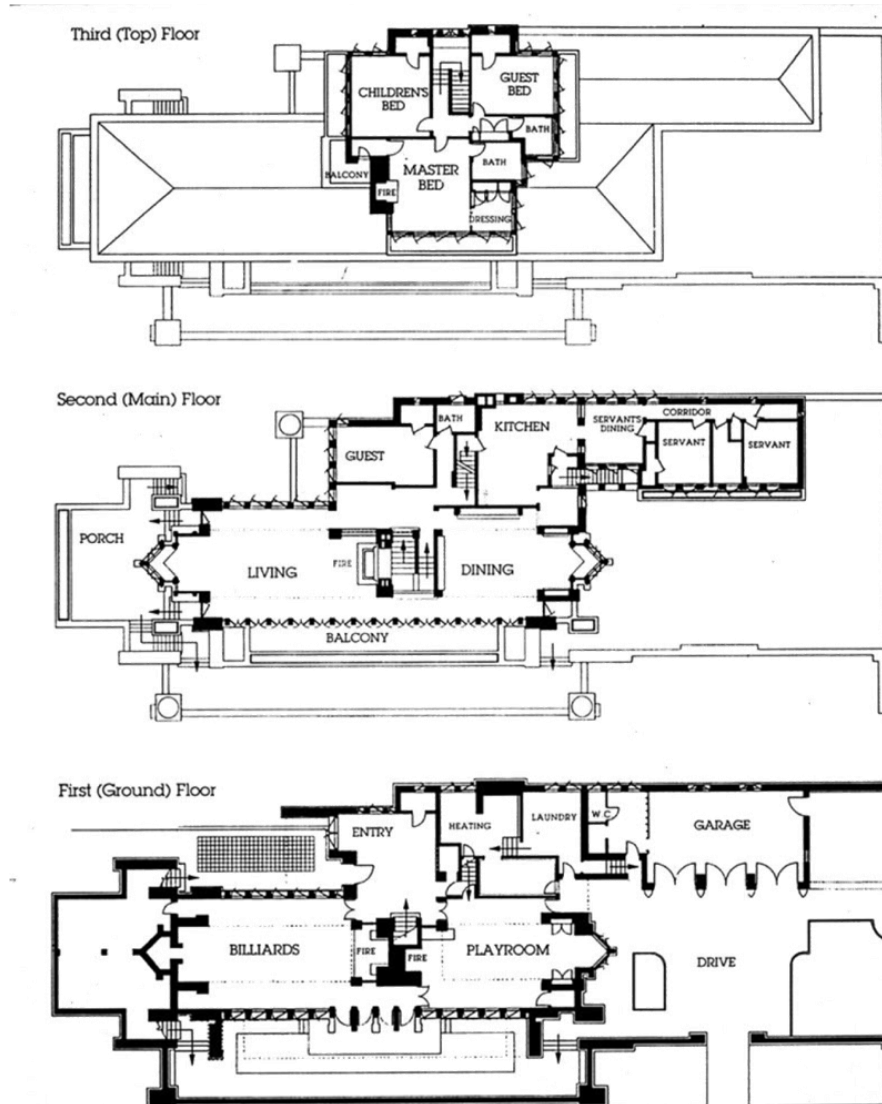 Third (Top) Floor
CHILDREN'S
BED
GUEST
BED
BATH
BATH
BALCONY
MASTER
BED
FIRE
DRESSING
Second (Main) Floor
BATH
KITCHEN
SERVANTS
DINING
CORRIDOR
GUEST
SERVANT
SERVANT
PORCH
LIVING
FIRE
DINING
BALCONY
First (Ground) Floor
ENTRY
HEATING
LAUNDRY
W.C.
GARAGE
BILLIARDS
FIRE
FIRE
PLAYROOM
DRIVE